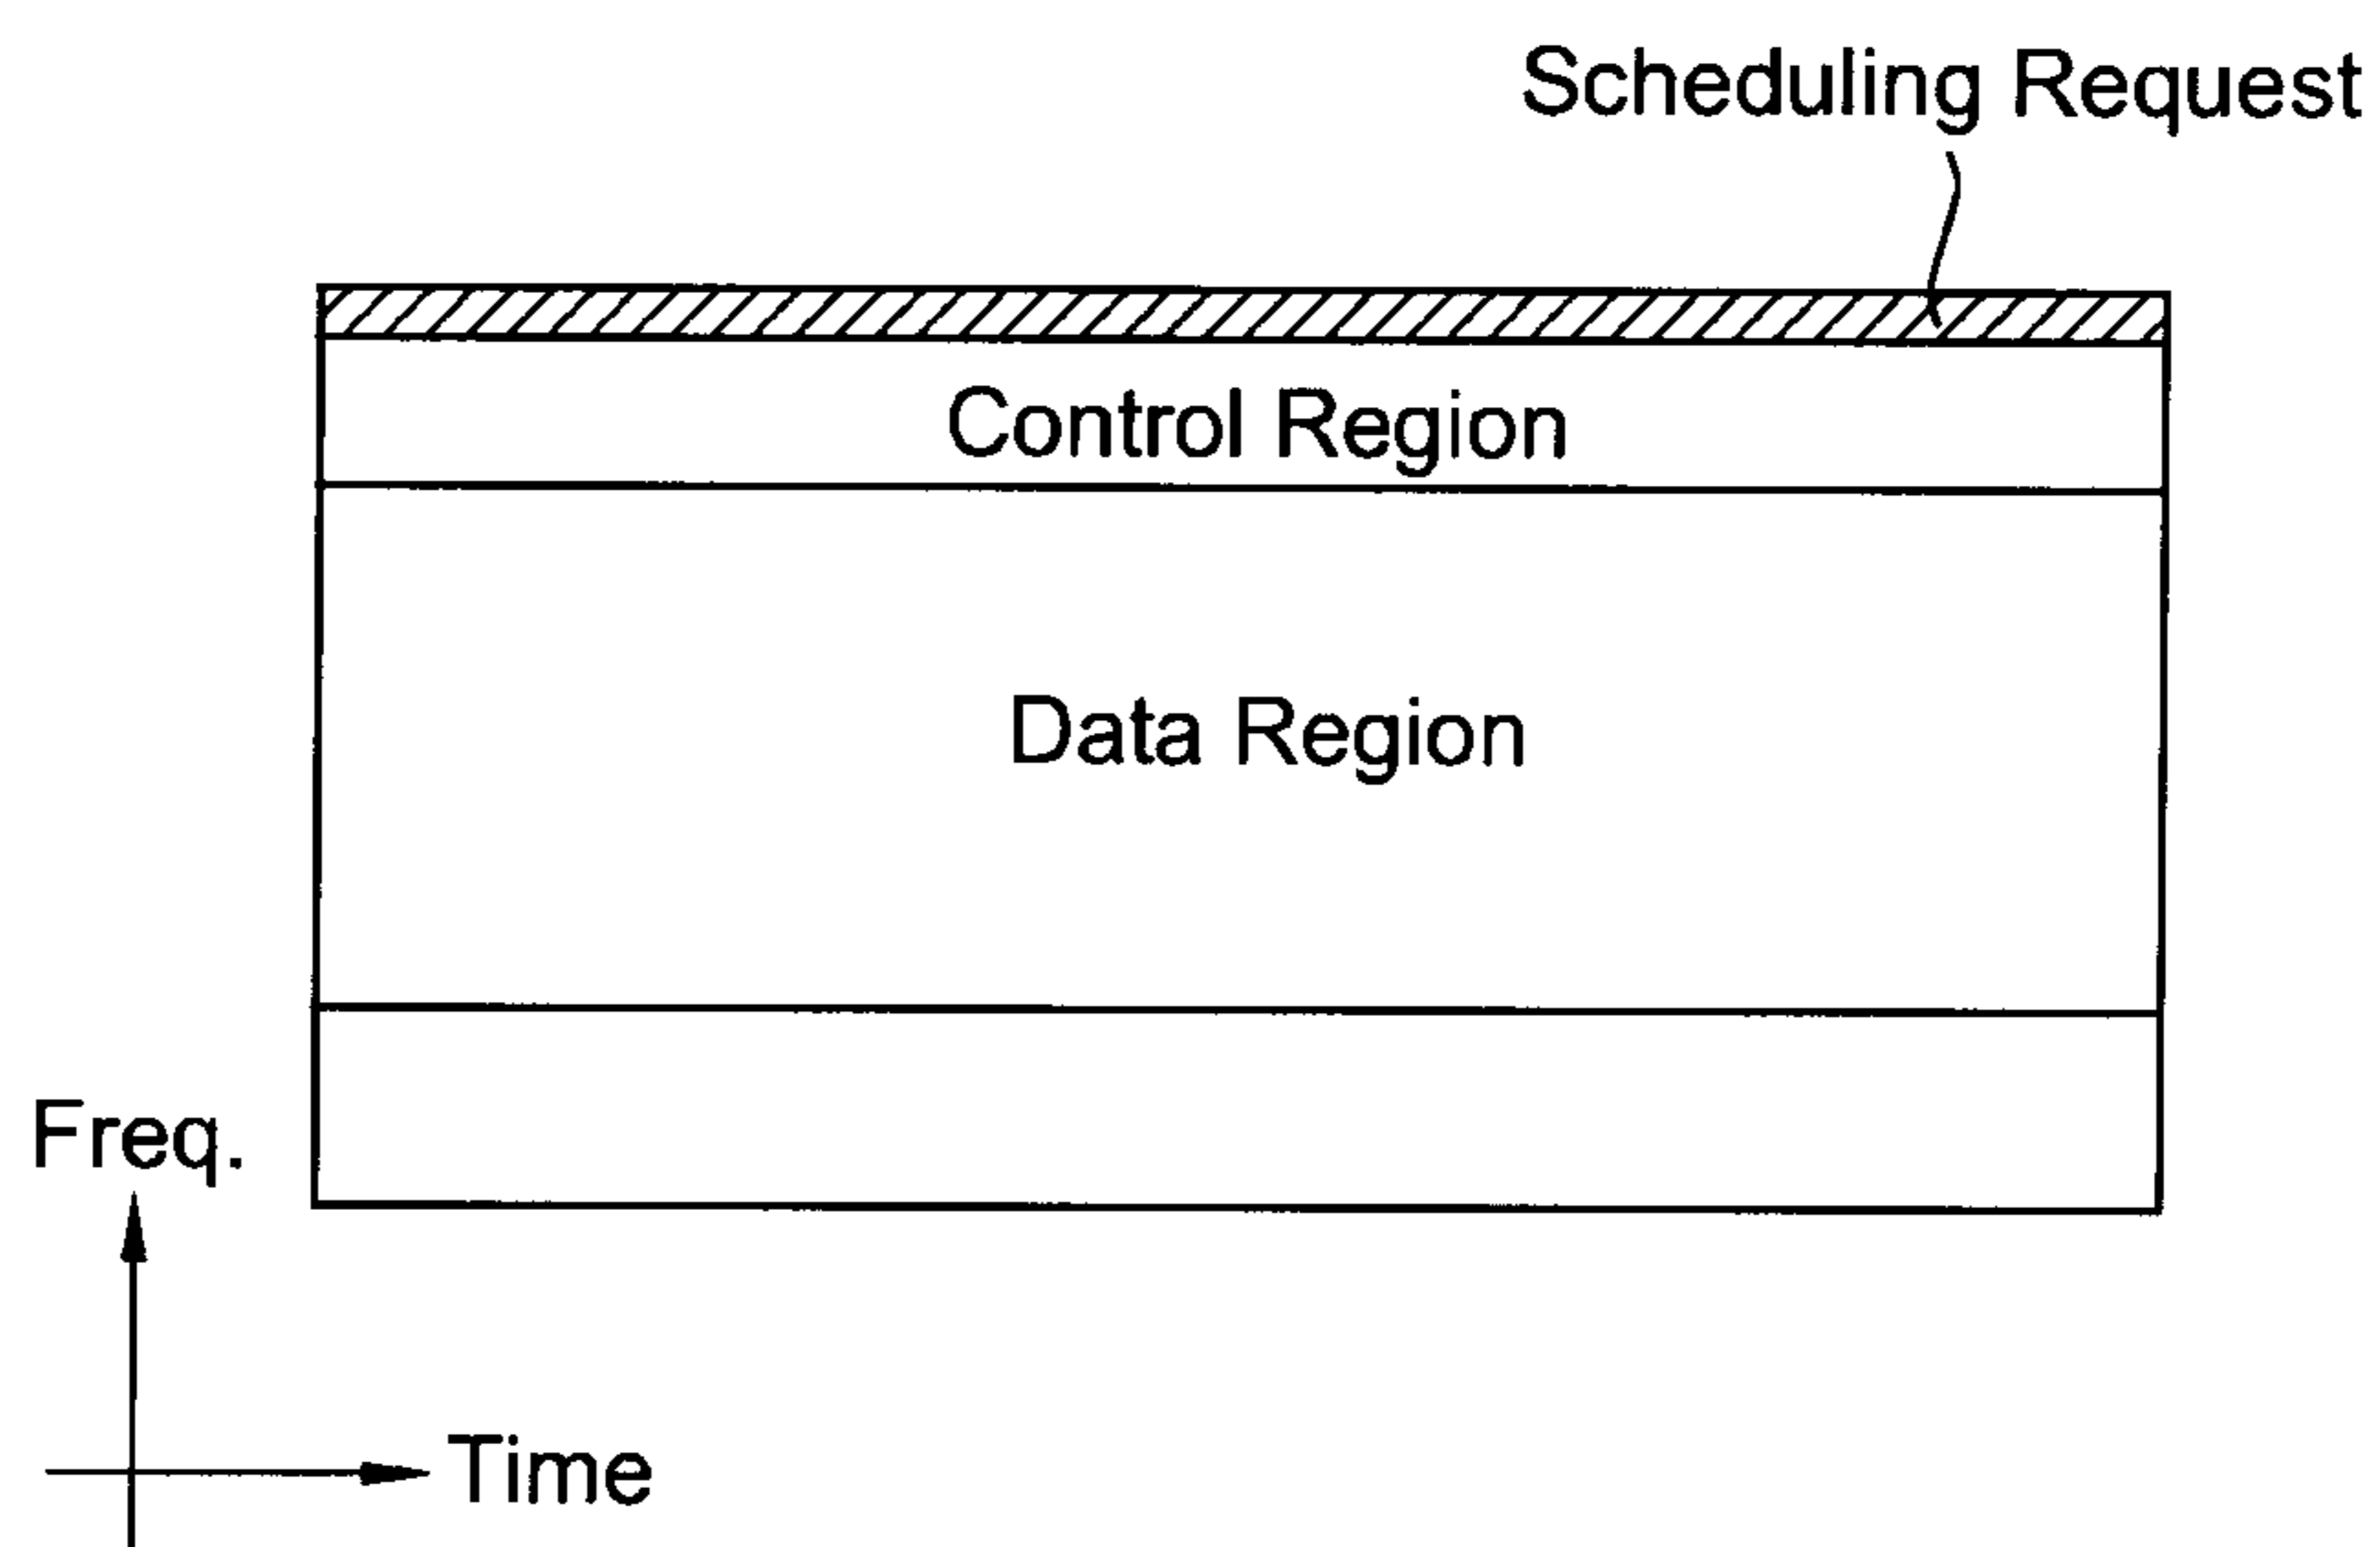 Scheduling Request
Control Region
Data Region
Freq.
Time